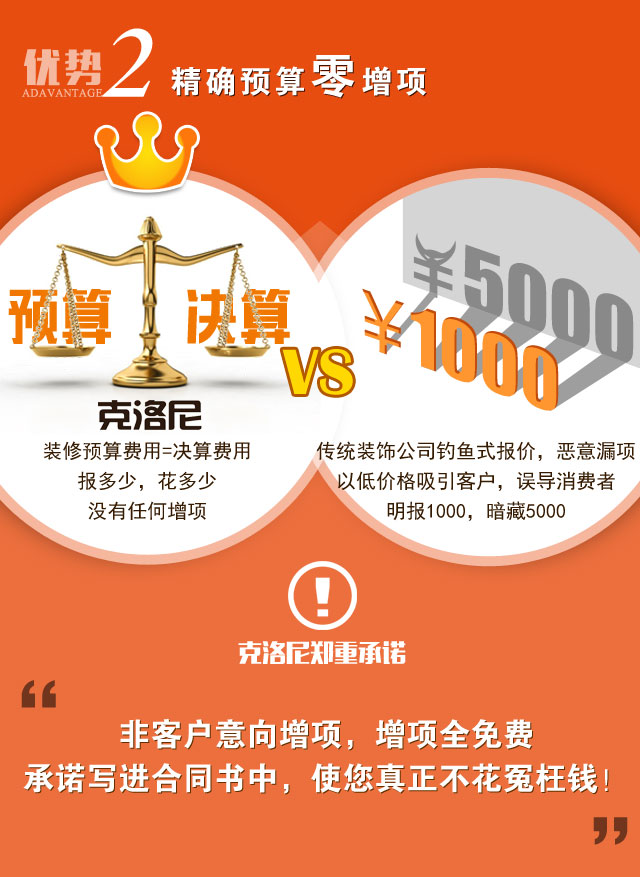 优势2 精确预算零增项
ADAVANTAGE
预算 决算
克洛尼
装修预算费用=决算费用
报多少，花多少
没有任何增项
VS
¥5000
¥1000
传统装饰公司钓鱼式报价，恶意漏项
以低价格吸引客户，误导消费者
明报1000，暗藏5000
!
克洛尼郑重承诺
“
非客户意向增项，增项全免费
承诺写进合同书中，使您真正不花冤枉钱！
”